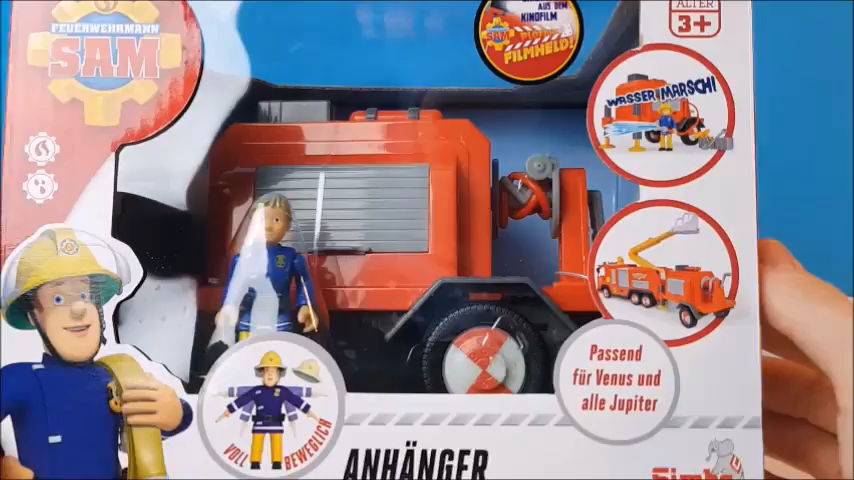 FEUERWEHRMANN
SAM
AUS DEM
KINOFILM
SAM
FILMHELD!
ALTER
3+
WASSER MARSCH!
Passend
für Venus und
alle Jupiter
VOLL BEWEGLICH
ANHÄNGER
Simba